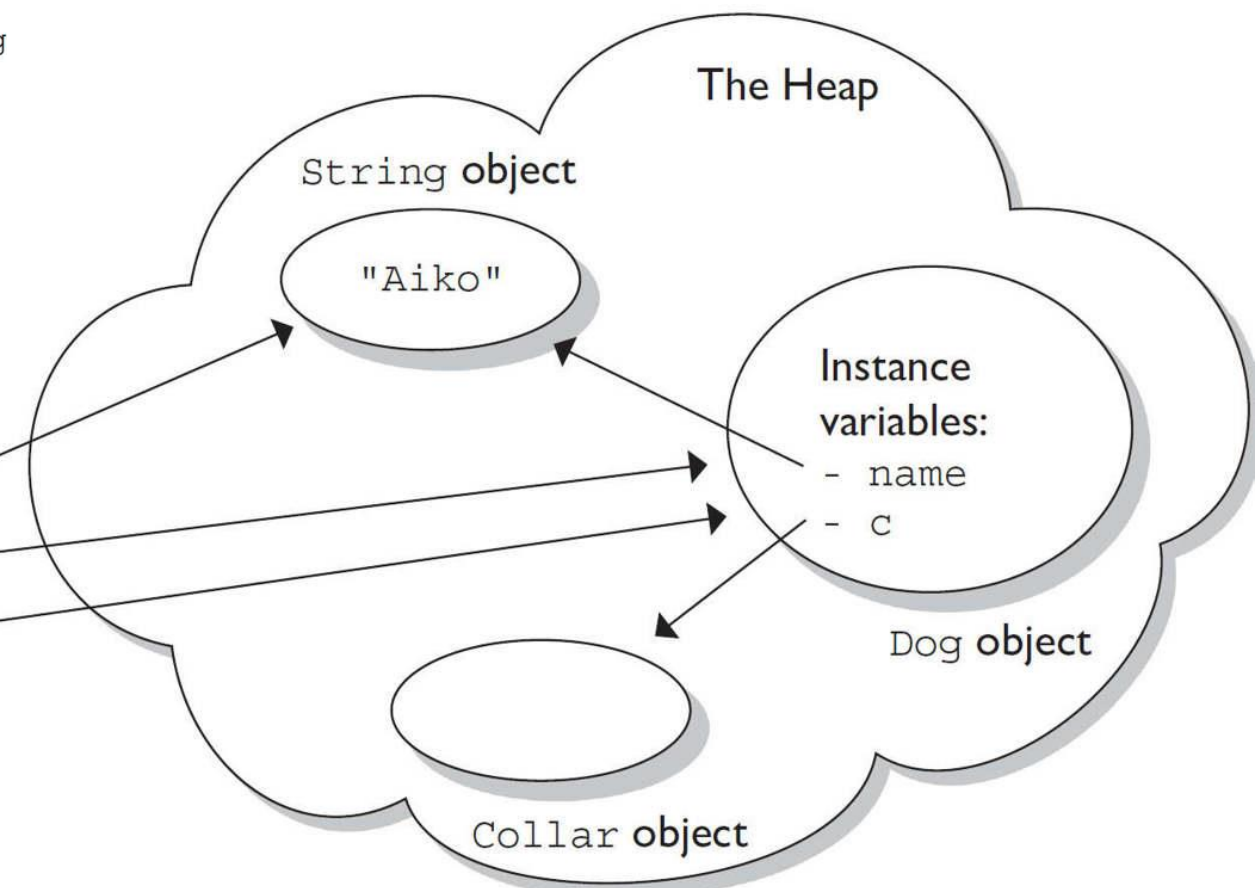 The Heap
String object
"Aiko"
Instance
variables:
- name
- c
Dog object
Collar object